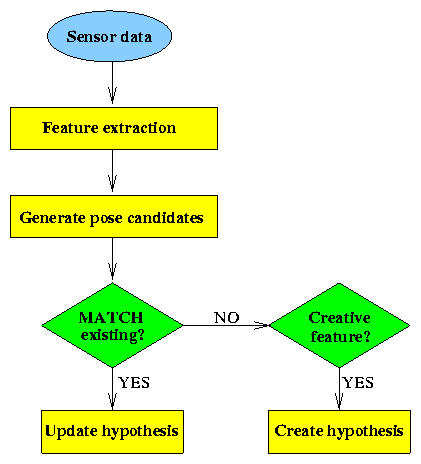 Sensor data
Feature extraction
Generate pose candidates
MATCH
existing?
NO
Creative
feature?
YES
YES
Update hypothesis
Create hypothesis